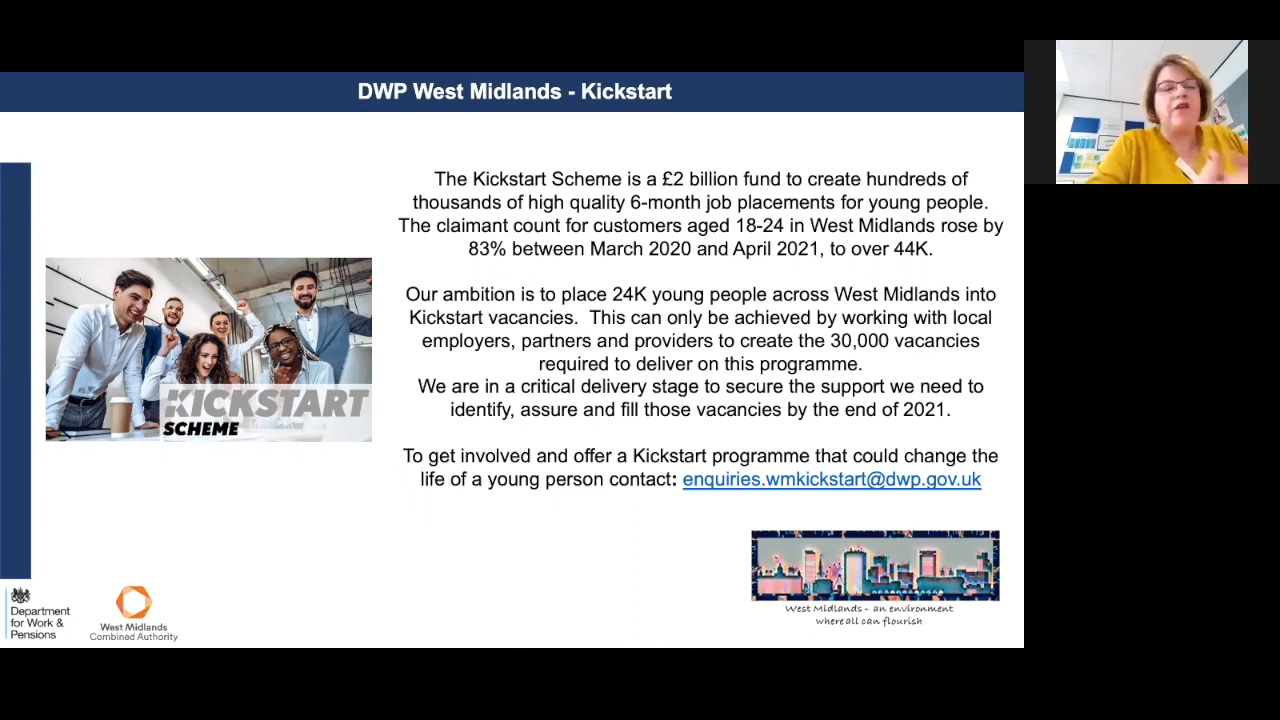 DWP West Midlands - Kickstart
The Kickstart Scheme is a £2 billion fund to create hundreds of
thousands of high quality 6-month job placements for young people.
The claimant count for customers aged 18-24 in West Midlands rose by
83% between March 2020 and April 2021, to over 44K.
Our ambition is to place 24K young people across West Midlands into
Kickstart vacancies.  This can only be achieved by working with local
employers, partners and providers to create the 30,000 vacancies
required to deliver on this programme.
We are in a critical delivery stage to secure the support we need to
identify, assure and fill those vacancies by the end of 2021.
To get involved and offer a Kickstart programme that could change the
life of a young person contact: enquiries.wmkickstart@dwp.gov.uk
KICKSTART
SCHEME
West Midlands – an environment
where all can flourish
Department
for Work &
Pensions
West Midlands
Combined Authority